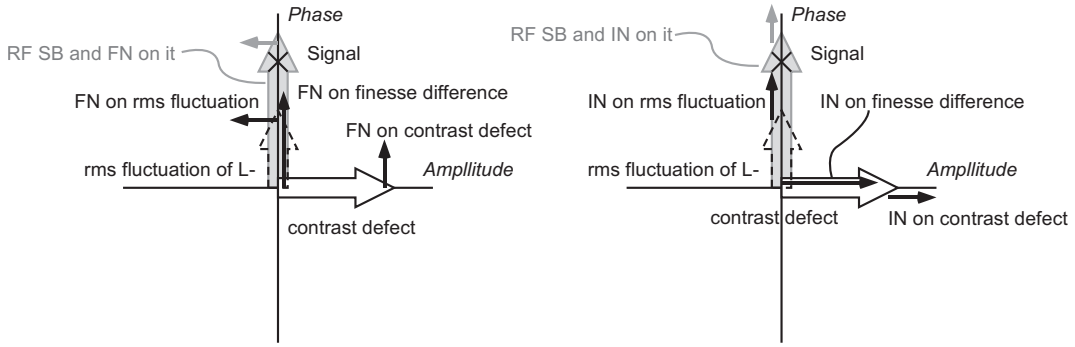 Phase
RF SB and FN on it
Signal
FN on rms fluctuation
FN on finesse difference
FN on contrast defect
rms fluctuation of L-
Ampllitude
contrast defect
Phase
RF SB and IN on it
Signal
IN on rms fluctuation
IN on finesse difference
rms fluctuation of L-
Ampllitude
contrast defect
IN on contrast defect